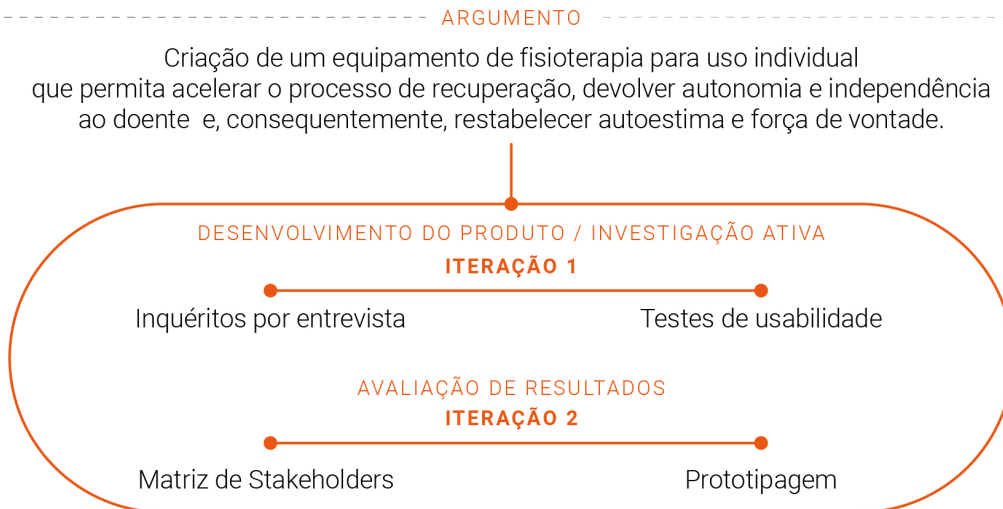 ARGUMENTO
Criação de um equipamento de fisioterapia para uso individual
que permita acelerar o processo de recuperação, devolver autonomia e independência
ao doente e, consequentemente, restabelecer autoestima e força de vontade.
DESENVOLVIMENTO DO PRODUTO / INVESTIGAÇÃO ATIVA
ITERAÇÃO 1
Inquéritos por entrevista
Testes de usabilidade
AVALIAÇÃO DE RESULTADOS
ITERAÇÃO 2
Matriz de Stakeholders
Prototipagem